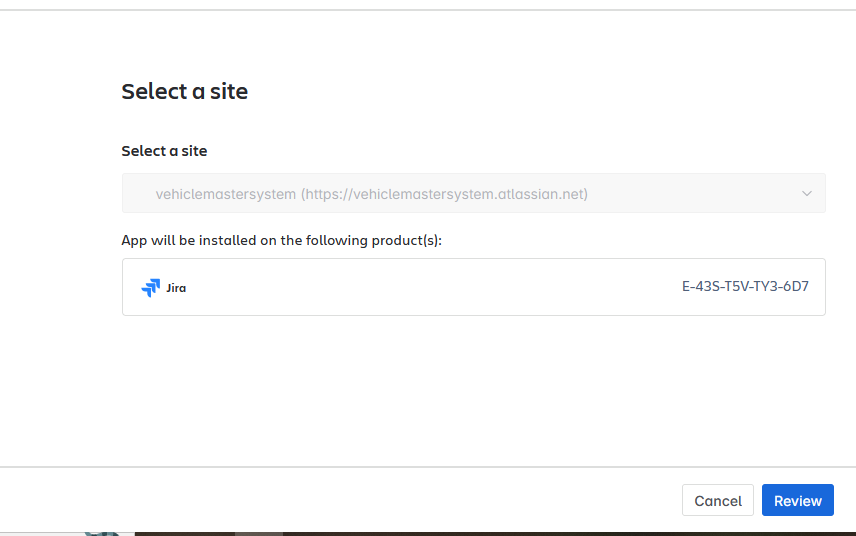 Select a site
Select a site
vehiclemastersystem (https://vehiclemastersystem.atlassian.net)
App will be installed on the following product(s):
Jira E-43S-T5V-TY3-6D7
Cancel Review